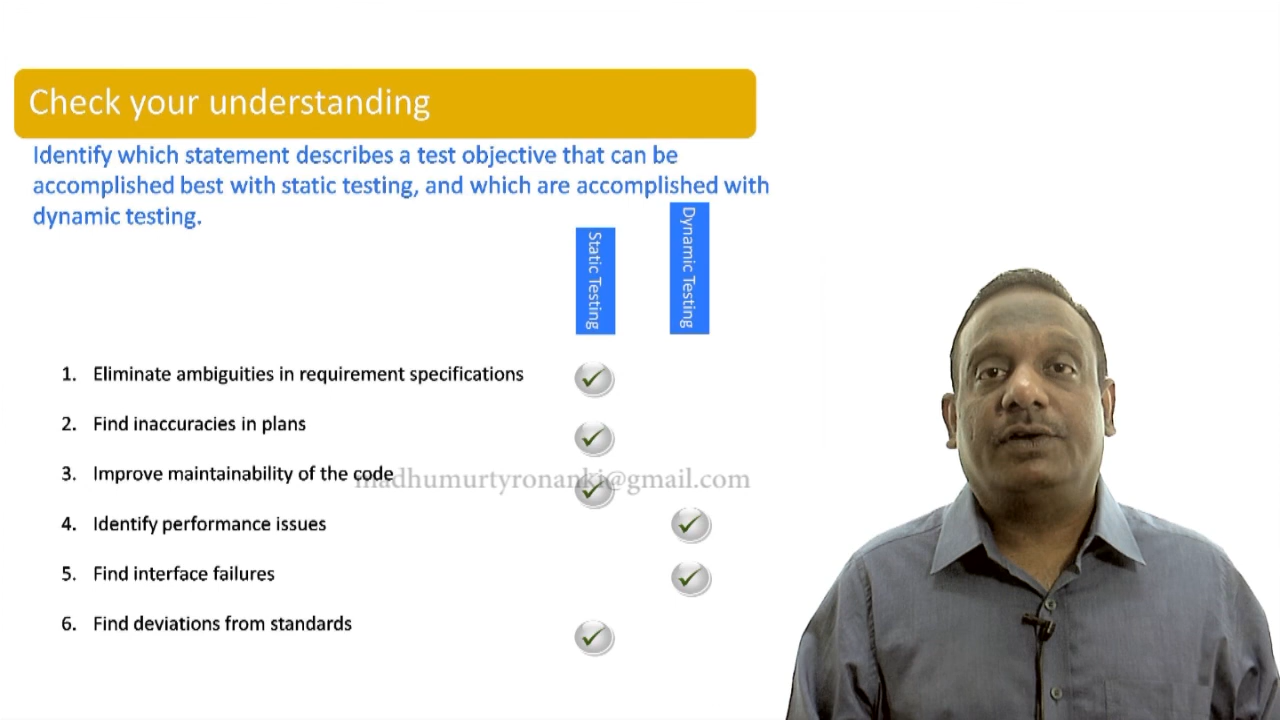 Check your understanding
Identify which statement describes a test objective that can be
accomplished best with static testing, and which are accomplished with
dynamic testing.
Static Testing
Dynamic Testing
1. Eliminate ambiguities in requirement specifications
2. Find inaccuracies in plans
3. Improve maintainability of the code
madhumurtyronanki@gmail.com
4. Identify performance issues
5. Find interface failures
6. Find deviations from standards